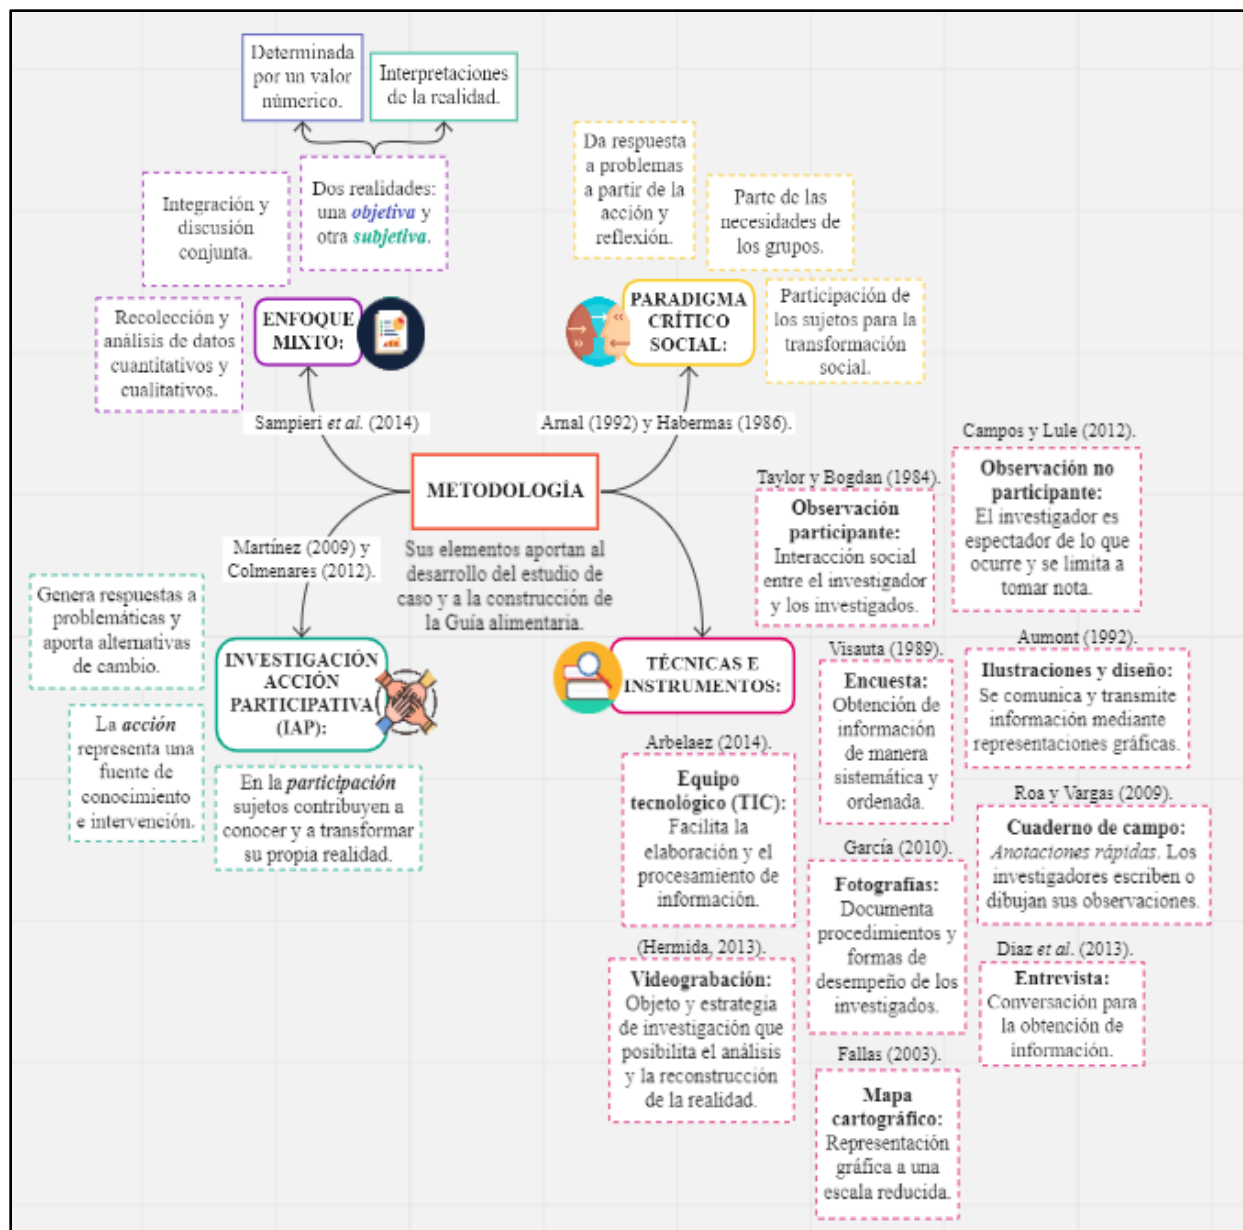 Determinada
por un valor
númerico.
Interpretaciones
de la realidad.
Integración y
discusión
conjunta.
Dos realidades:
una objetiva y
otra subjetiva.
Recolección y
análisis de datos
cuantitativos y
cualitativos.
ENFOQUE
MIXTO:
Sampieri et al. (2014)
Da respuesta
a problemas
a partir de la
acción y
reflexión.
Parte de las
necesidades de
los grupos.
PARADIGMA
CRÍTICO
SOCIAL:
Participación de
los sujetos para la
transformación
social.
Arnal (1992) y Habermas (1986).
METODOLOGÍA
Sus elementos aportan al
desarrollo del estudio de
caso y a la construcción de
la Guía alimentaria.
Martínez (2009) y
Colmenares (2012).
Genera respuestas a
problemáticas y
aporta alternativas
de cambio.
INVESTIGACIÓN
ACCIÓN
PARTICIPATIVA
(IAP):
La acción
representa una
fuente de
conocimiento
e intervención.
En la participación
sujetos contribuyen a
conocer y a transformar
su propia realidad.
TÉCNICAS E
INSTRUMENTOS:
Taylor y Bogdan (1984).
Observación
participante:
Interacción social
entre el investigador
y los investigados.
Campos y Lule (2012).
Observación no
participante:
El investigador es
espectador de lo que
ocurre y se limita a
tomar nota.
Visauta (1989).
Encuesta:
Obtención de
información
de manera
sistemática y
ordenada.
Aumont (1992).
Ilustraciones y diseño:
Se comunica y transmite
información mediante
representaciones gráficas.
Arbelaez (2014).
Equipo
tecnológico (TIC):
Facilita la
elaboración y el
procesamiento de
información.
García (2010).
Fotografías:
Documenta
procedimientos y
formas de
desempeño de los
investigados.
Roa y Vargas (2009).
Cuaderno de campo:
Anotaciones rápidas. Los
investigadores escriben o
dibujan sus observaciones.
(Hermida, 2013).
Videograbación:
Objeto y estrategia
de investigación que
posibilita el análisis
y la reconstrucción
de la realidad.
Diaz et al. (2013).
Entrevista:
Conversación para
la obtención de
información.
Fallas (2003).
Mapa
cartográfico:
Representación
gráfica a una
escala reducida.